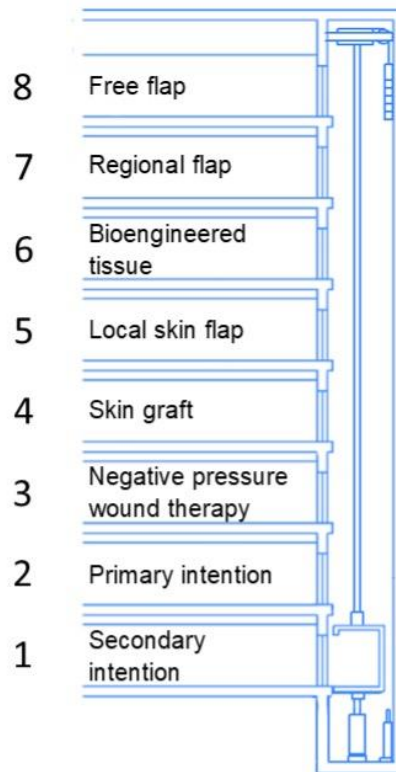 8 Free flap
7 Regional flap
6 Bioengineered
tissue
5 Local skin flap
4 Skin graft
3 Negative pressure
wound therapy
2 Primary intention
1 Secondary
intention